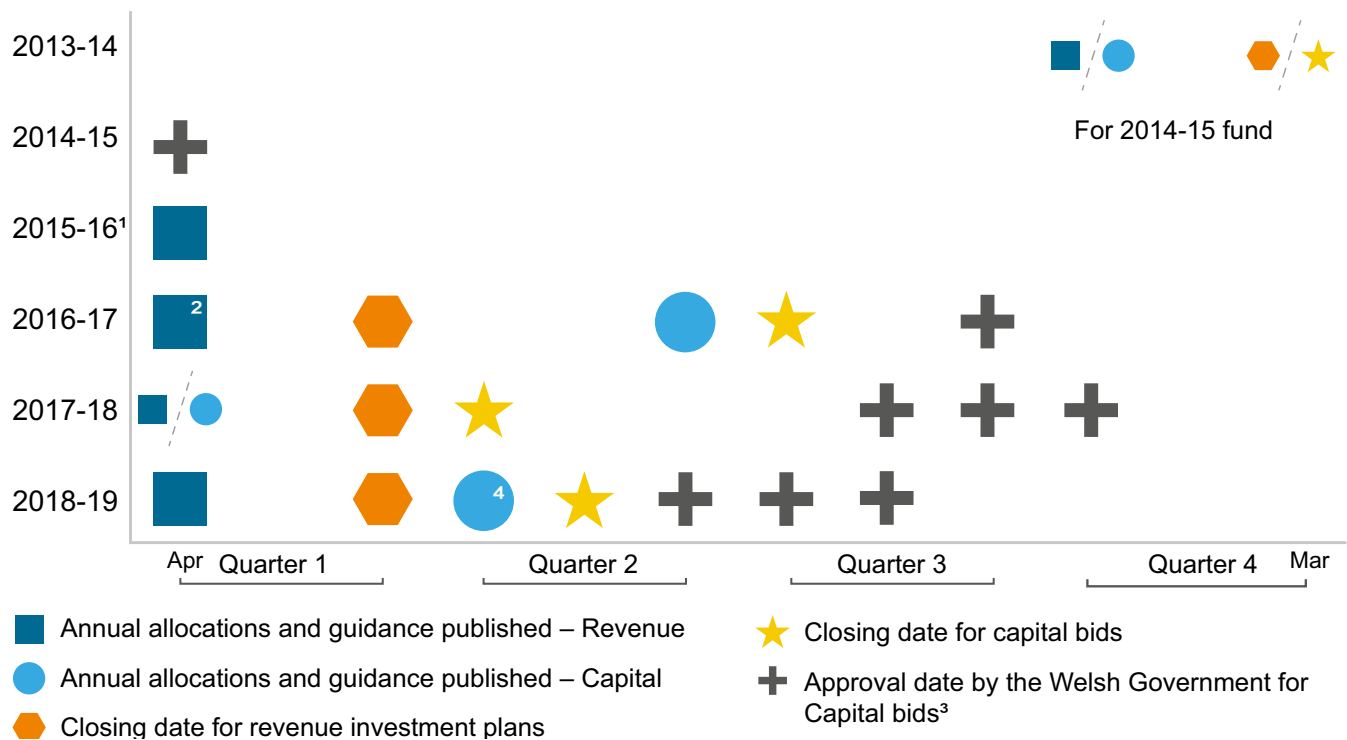 2013-14
For 2014-15 fund
2014-15
2015-16¹
2016-17
2
2017-18
2018-19
4
Apr Quarter 1 Quarter 2 Quarter 3 Quarter 4 Mar
Annual allocations and guidance published – Revenue
Annual allocations and guidance published – Capital
Closing date for revenue investment plans
Closing date for capital bids
Approval date by the Welsh Government for
Capital bids³